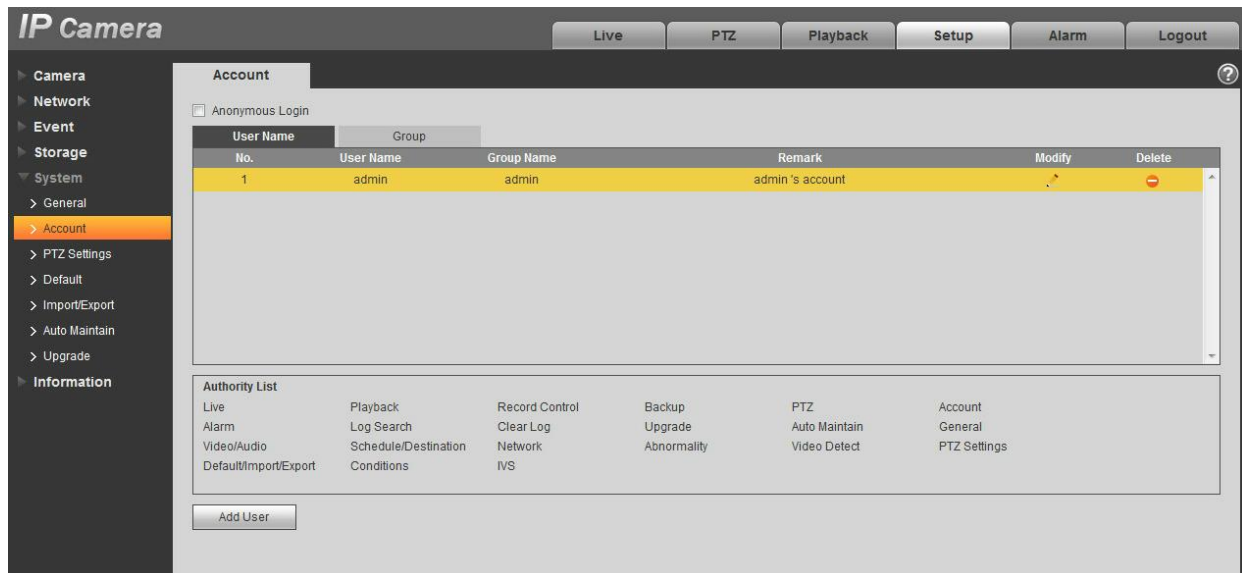 IP Camera
Live PTZ Playback Setup Alarm Logout
Camera
Network
Event
Storage
System
General
Account
PTZ Settings
Default
Import/Export
Auto Maintain
Upgrade
Information
Account ?
Anonymous Login
User Name Group
No. User Name Group Name Remark Modify Delete
1 admin admin admin 's account
Authority List
Live Playback Record Control Backup PTZ Account
Alarm Log Search Clear Log Upgrade Auto Maintain General
Video/Audio Schedule/Destination Network Abnormality Video Detect PTZ Settings
Default/Import/Export Conditions IVS
Add User